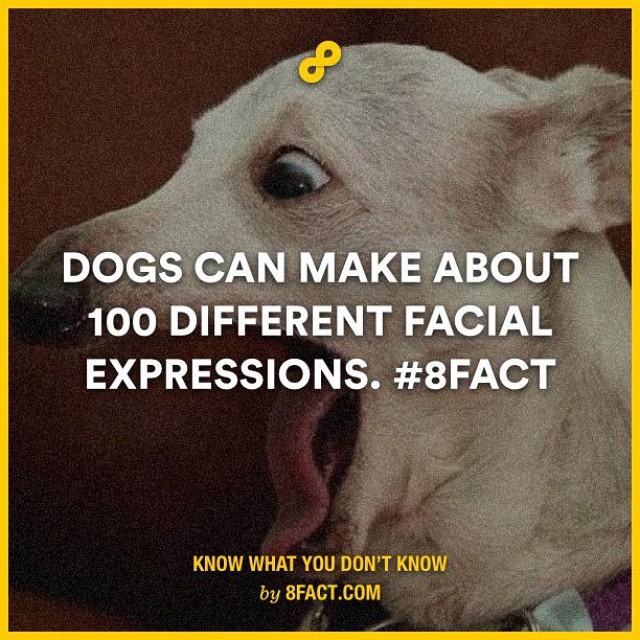 DOGS CAN MAKE ABOUT
100 DIFFERENT FACIAL
EXPRESSIONS. #8FACT
KNOW WHAT YOU DON'T KNOW
by 8FACT.COM